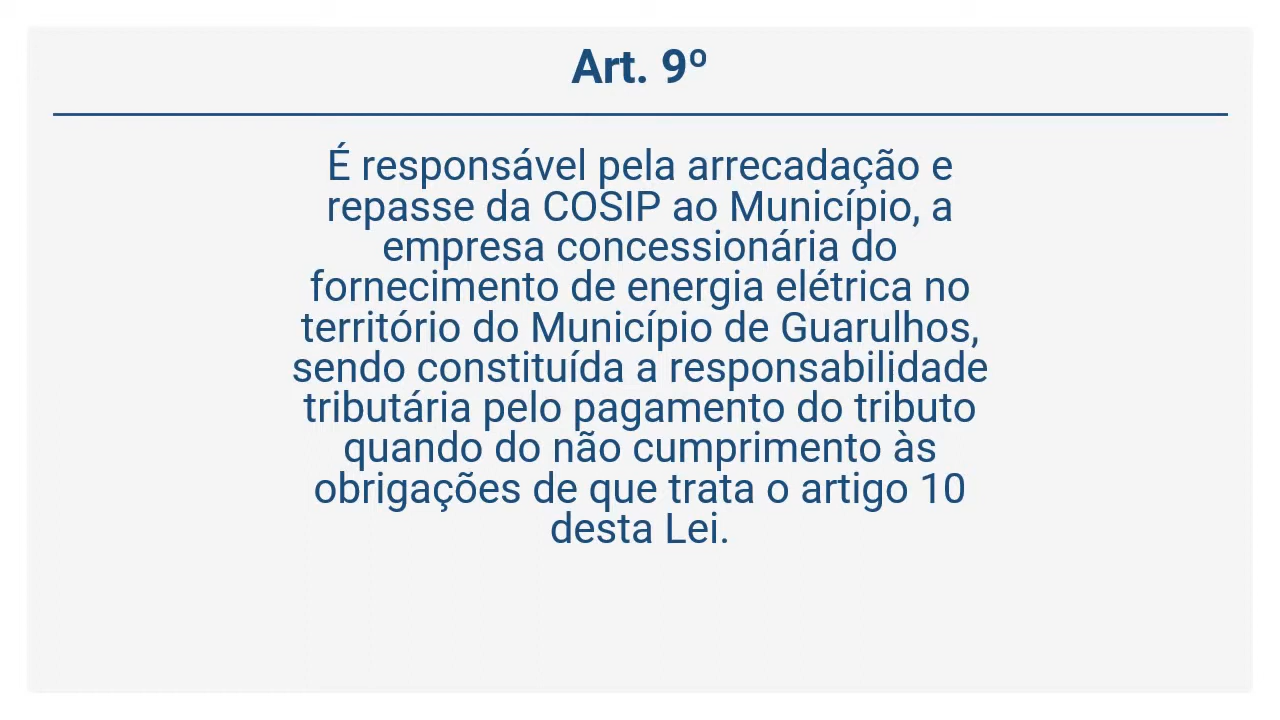 Art. 9º
É responsável pela arrecadação e
repasse da COSIP ao Município, a
empresa concessionária do
fornecimento de energia elétrica no
território do Município de Guarulhos,
sendo constituída a responsabilidade
tributária pelo pagamento do tributo
quando do não cumprimento às
obrigações de que trata o artigo 10
desta Lei.